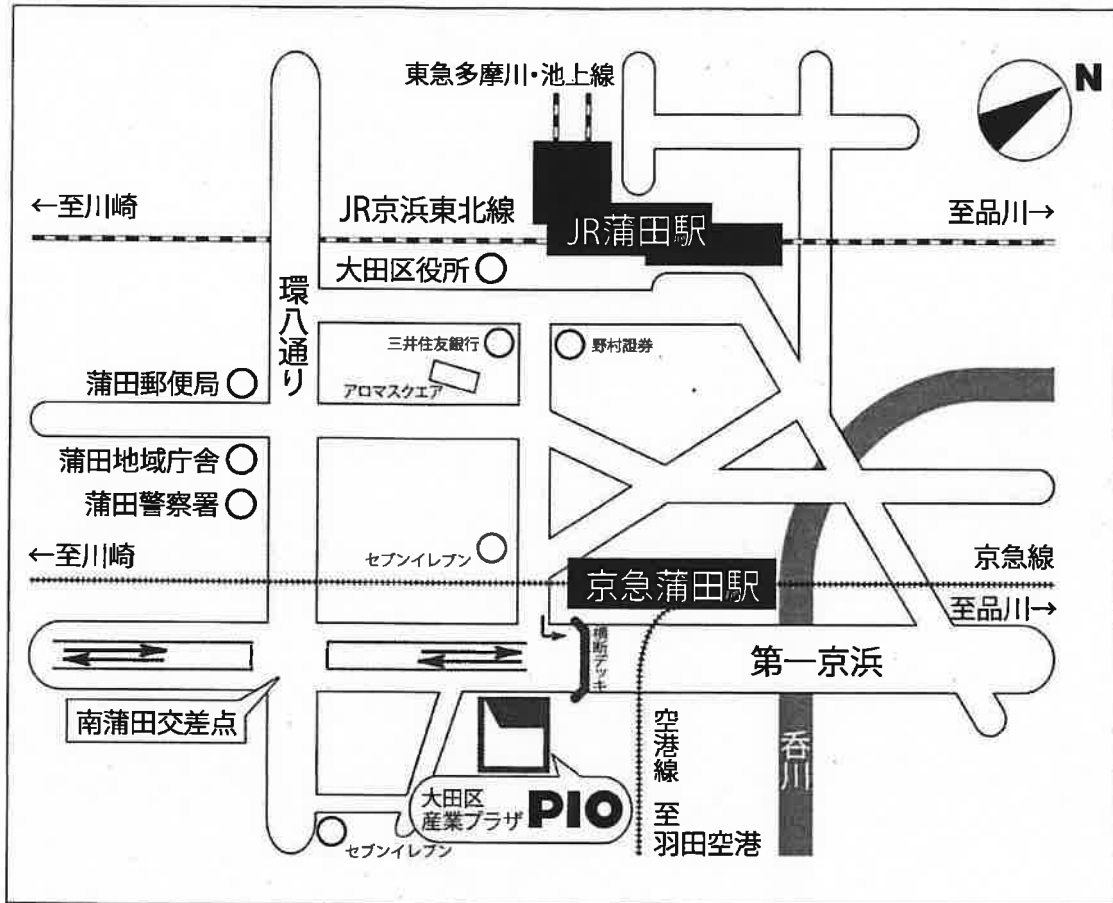 東急多摩川・池上線
N
←至川崎
JR京浜東北線
JR蒲田駅
至品川→
大田区役所
環八通り
三井住友銀行
野村證券
アロマスクエア
蒲田郵便局
蒲田地域庁舎
蒲田警察署
←至川崎
セブンイレブン
京急蒲田駅
京急線
至品川→
横断デッキ
第一京浜
南蒲田交差点
空港線 至
羽田空港
呑川
大田区
産業プラザ PIO
セブンイレブン